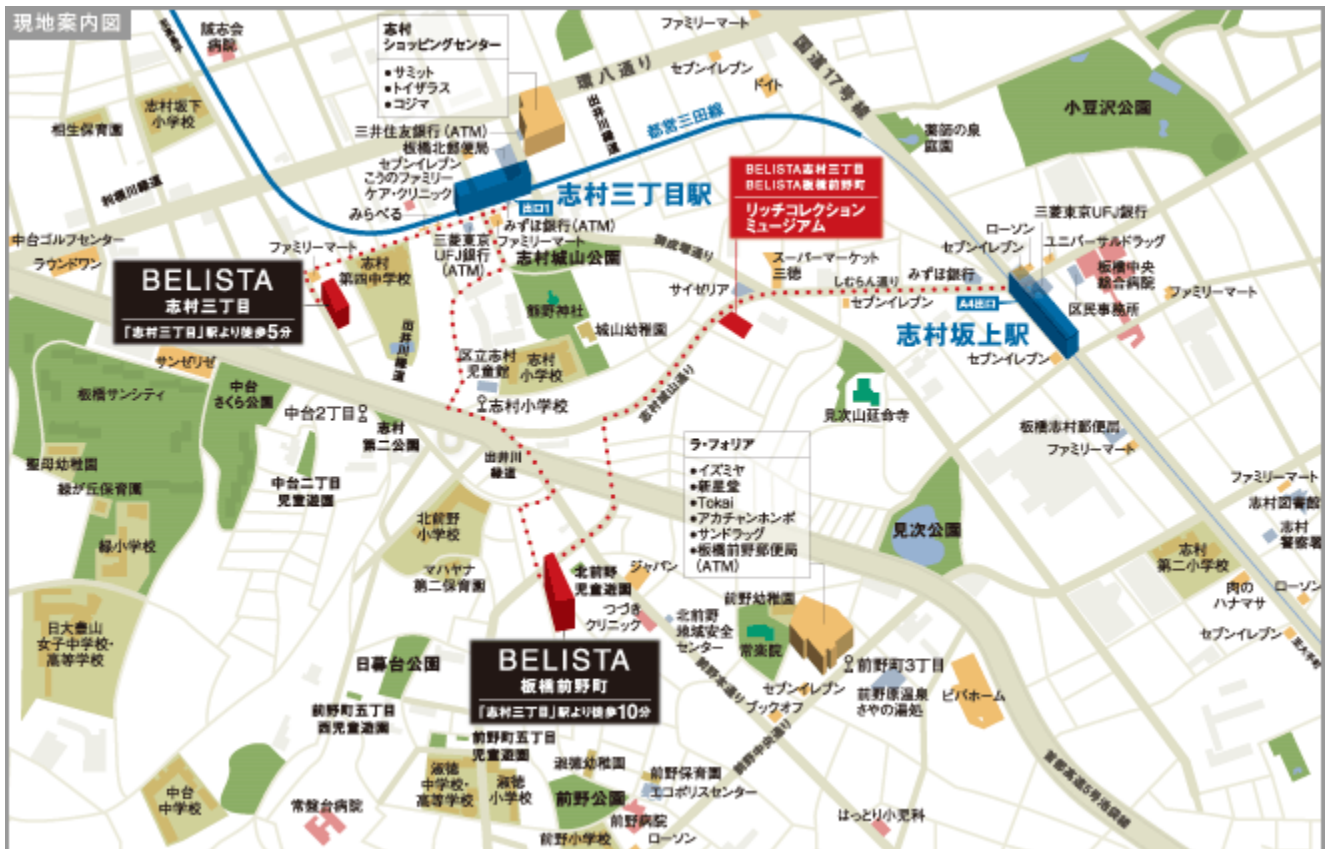 現地案内図
誠志会
病院
志村坂下
小学校
相生保育園
新堀川緑道
志村
ショッピングセンター
●サミット
●トイザラス
●コジマ
ファミリーマート
セブンイレブン
ドイト
環八通り
国道17号線
出井川緑道
都営三田線
小豆沢公園
薬師の泉
庭園
三井住友銀行(ATM)
板橋北郵便局
セブンイレブン
こうのファミリー
ケア・クリニック
みらべる
志村三丁目駅
出口1
みずほ銀行(ATM)
ファミリーマート
三菱東京
UFJ銀行
(ATM)
志村城山公園
熊野神社
城山幼稚園
BELISTA志村三丁目
BELISTA板橋前野町
リッチコレクション
ミュージアム
スーパーマーケット
三徳
サイゼリア
しむらん通り
セブンイレブン
みずほ銀行
セブンイレブン
ローソン
三菱東京UFJ銀行
ユニバーサルドラッグ
板橋中央
総合病院
ファミリーマート
区民事務所
A4出口
志村坂上駅
セブンイレブン
中台ゴルフセンター
ラウンドワン
ファミリーマート
志村
第四中学校
BELISTA
志村三丁目
「志村三丁目」駅より徒歩5分
出井川
緑道
サンゼリゼ
板橋サンシティ
中台
さくら公園
中台2丁目
志村
第二公園
中台二丁目
児童遊園
聖母幼稚園
緑が丘保育園
緑小学校
日大豊山
女子中学校・
高等学校
区立志村
児童館
志村
小学校
志村小学校
志村城山通り
見次山延命寺
板橋志村郵便局
ファミリーマート
ファミリーマート
志村図書館
志村
警察署
志村
第二小学校
肉の
ハナマサ
ローソン
セブンイレブン
至大手町
出井川
緑道
北前野
小学校
マハヤナ
第二保育園
ラ・フォリア
●イズミヤ
●新星堂
●Tokai
●アカチャンホンポ
●サンドラッグ
●板橋前野郵便局
(ATM)
見次公園
北前野
児童遊園
ジャパン
つづき
クリニック
北前野
地域安全
センター
前野幼稚園
常楽院
前野町3丁目
前野原温泉
さやの湯処
ビバホーム
セブンイレブン
ブックオフ
前野本通り
前野中央通り
首都高速5号池袋線
BELISTA
板橋前野町
「志村三丁目」駅より徒歩10分
日暮台公園
前野町五丁目
西児童遊園
前野町五丁目
児童遊園
淑徳
中学校・
高等学校
淑徳
小学校
淑徳幼稚園
前野公園
前野保育園
エコポリスセンター
前野病院
ローソン
前野小学校
はっとり小児科
中台
中学校
常盤台病院